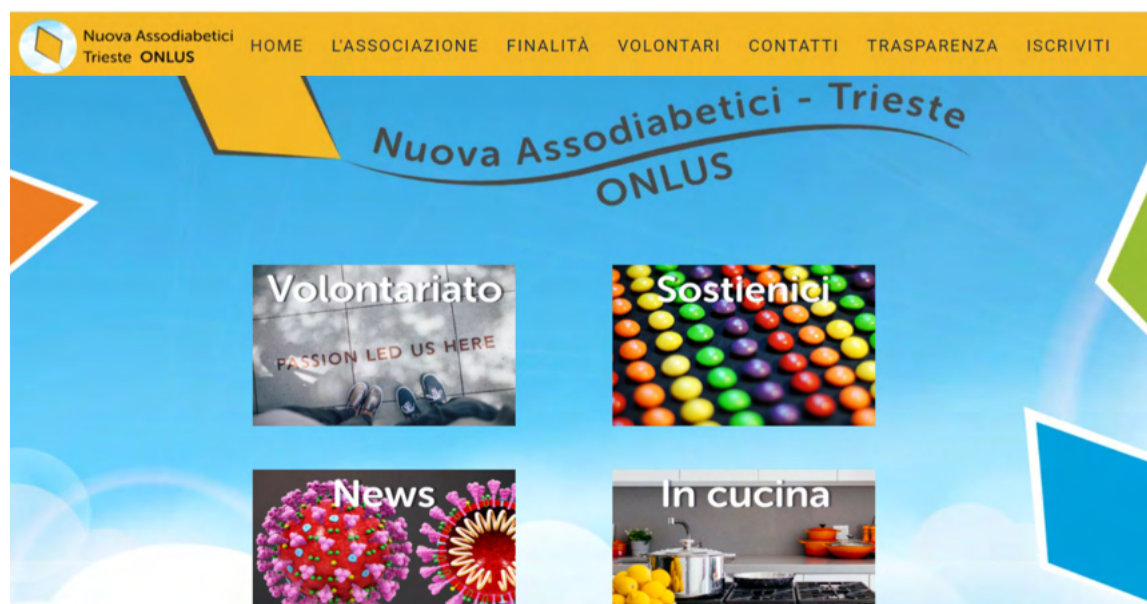 Nuova Assodiabetici
Trieste ONLUS
HOME L'ASSOCIAZIONE FINALITÀ VOLONTARI CONTATTI TRASPARENZA ISCRIVITI
Nuova Assodiabetici - Trieste
ONLUS
Volontariato
PASSION LED US HERE
Sostienici
News
In cucina